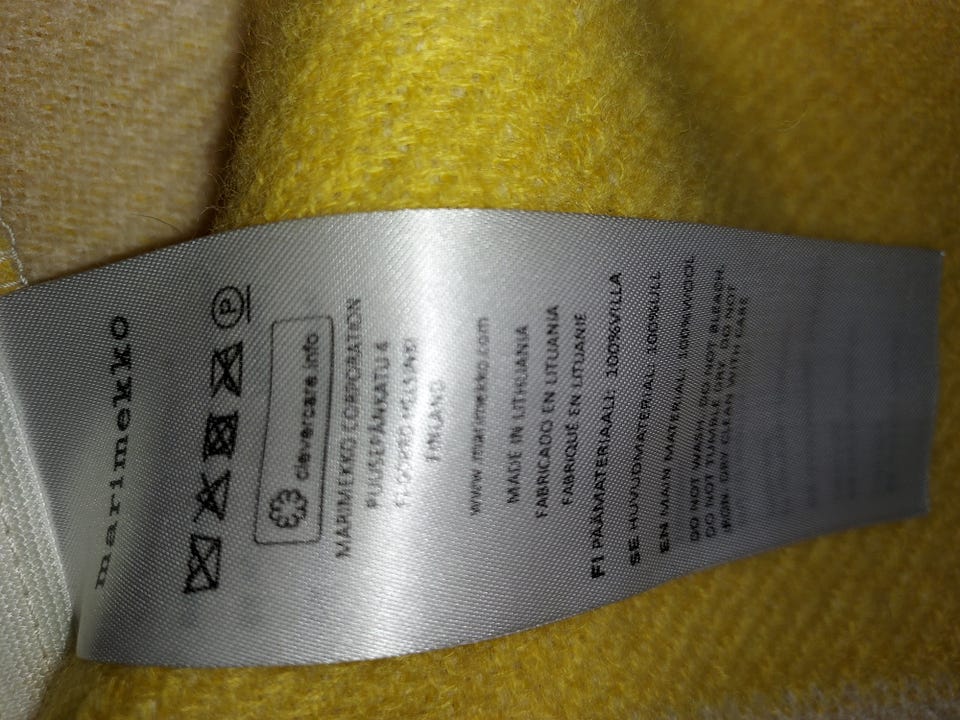 marimekko
P
clevercare.info
MARIMEKKO CORPORATION
PUUSEPÄNKATU 4
HELSINKI
FINLAND
www.marimekko.com
MADE IN LITHUANIA
FABRICADO EN LITUANIA
FABRIQUÉ EN LITUANIE
FI PÄÄMATERIAALI: 100%VILLA
SE HUVUDMATERIAL: 100%ULL
EN MAIN MATERIAL: 100%WOOL
DO NOT WASH. DO NOT BLEACH.
DO NOT TUMBLE DRY. DO NOT
IRON. DRY CLEAN WITH CARE